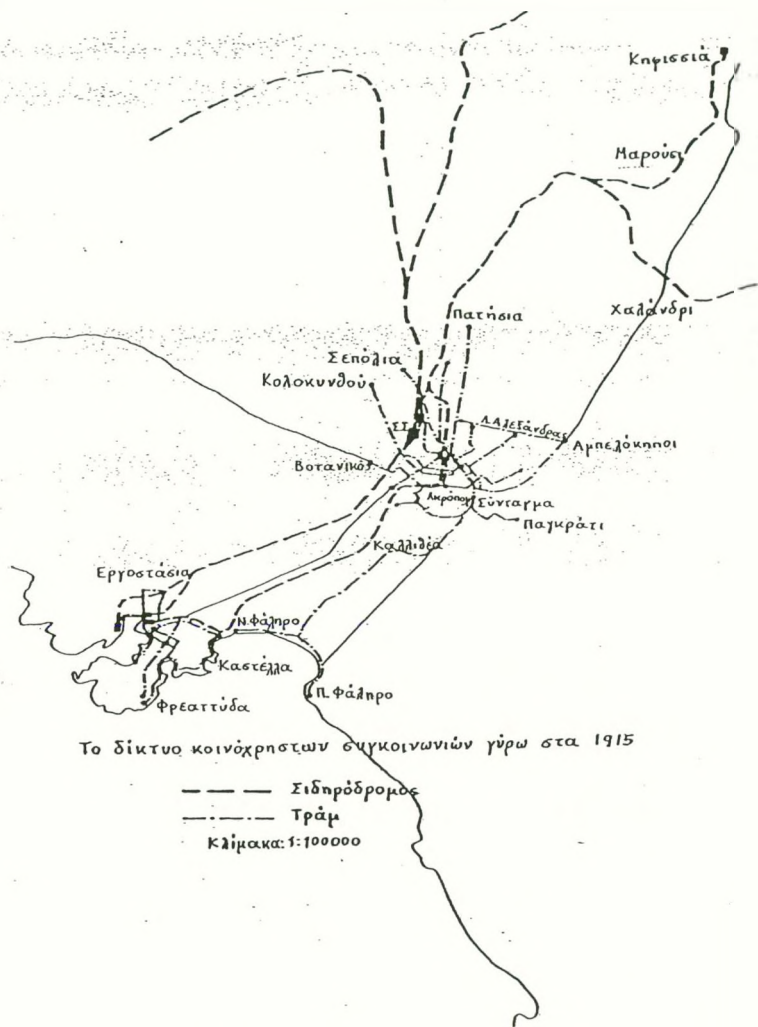 Κηφισσιά
Μαρούσι
Χαλάνδρι
Πατήσια
Σεπόλια
Κολοκυνθού
Λ.Αλεξάνδρας
ΣΣ
Αμπελόκηποι
Βοτανικός
Σύνταγμα
Παγκράτι
Καλλιθέα
Εργοστάσια
Ν.Φάληρο
Καστέλλα
Π.Φάληρο
Φρεαττύδα
Το δίκτυο κοινόχρηστων συγκοινωνιών γύρω στα 1915
Σιδηρόδρομος
Τράμ
Κλίμακα: 1:100000